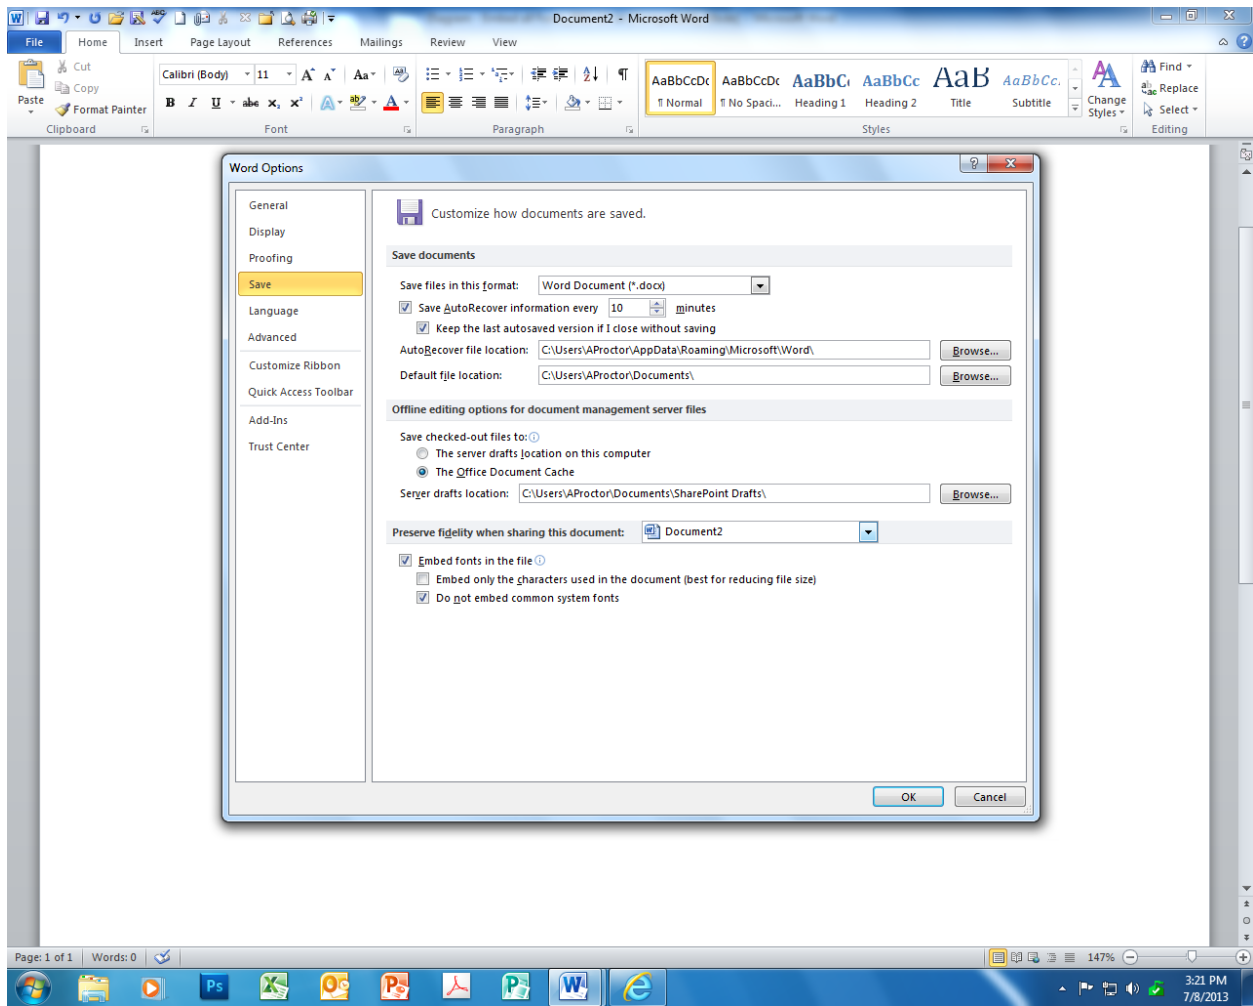 Document2 - Microsoft Word
File Home Insert Page Layout References Mailings Review View
Cut
Copy
Paste
Format Painter
Clipboard
Calibri (Body) 11
Font
Paragraph
AaBbCcDc AaBbCcDc AaBbC AaBbCc AaB AaBbCc.
¶ Normal ¶ No Spaci... Heading 1 Heading 2 Title Subtitle
Change
Styles
Styles
Find
Replace
Select
Editing
Word Options
General
Display
Proofing
Save
Language
Advanced
Customize Ribbon
Quick Access Toolbar
Add-Ins
Trust Center
Customize how documents are saved.
Save documents
Save files in this format: Word Document (*.docx)
Save AutoRecover information every 10 minutes
Keep the last autosaved version if I close without saving
AutoRecover file location: C:\Users\AProctor\AppData\Roaming\Microsoft\Word\ Browse...
Default file location: C:\Users\AProctor\Documents\ Browse...
Offline editing options for document management server files
Save checked-out files to:
The server drafts location on this computer
The Office Document Cache
Server drafts location: C:\Users\AProctor\Documents\SharePoint Drafts\ Browse...
Preserve fidelity when sharing this document: Document2
Embed fonts in the file
Embed only the characters used in the document (best for reducing file size)
Do not embed common system fonts
OK Cancel
Page: 1 of 1 Words: 0 147%
3:21 PM
7/8/2013